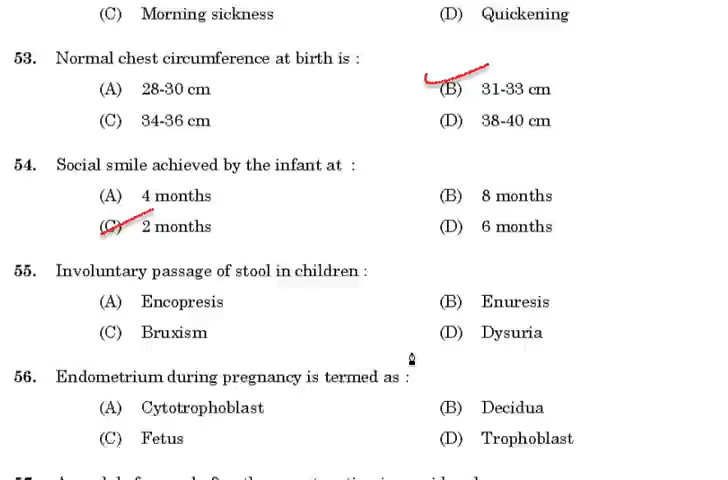 (C) Morning sickness (D) Quickening
53. Normal chest circumference at birth is :
(A) 28-30 cm (B) 31-33 cm
(C) 34-36 cm (D) 38-40 cm
54. Social smile achieved by the infant at :
(A) 4 months (B) 8 months
(C) 2 months (D) 6 months
55. Involuntary passage of stool in children :
(A) Encopresis (B) Enuresis
(C) Bruxism (D) Dysuria
56. Endometrium during pregnancy is termed as :
(A) Cytotrophoblast (B) Decidua
(C) Fetus (D) Trophoblast